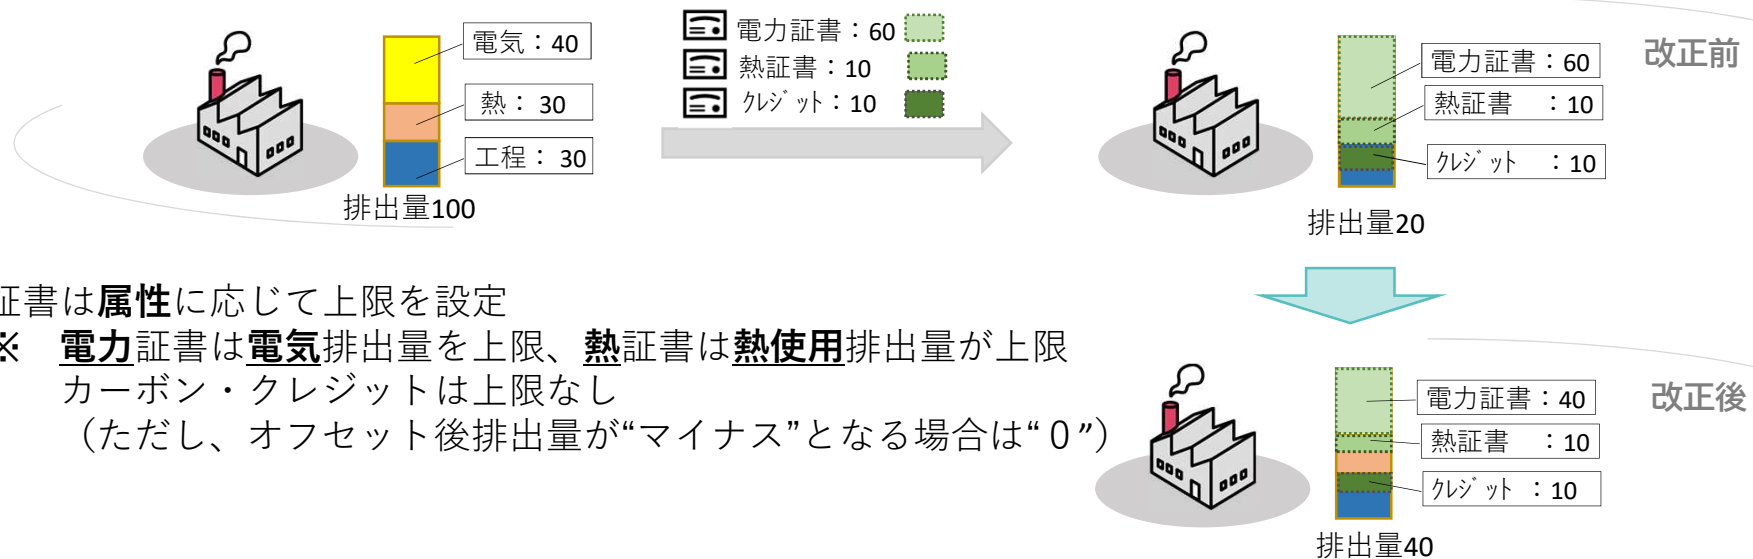 電気：40
熱： 30
工程： 30
排出量100
電力証書：60
熱証書：10
ｸﾚｼﾞｯﾄ：10
電力証書：60
熱証書　：10
ｸﾚｼﾞｯﾄ　：10
排出量20
改正前
証書は属性に応じて上限を設定
※　電力証書は電気排出量を上限、熱証書は熱使用排出量が上限
カーボン・クレジットは上限なし
（ただし、オフセット後排出量が“マイナス”となる場合は“０”）
電力証書：40
熱証書　：10
ｸﾚｼﾞｯﾄ ：10
排出量40
改正後